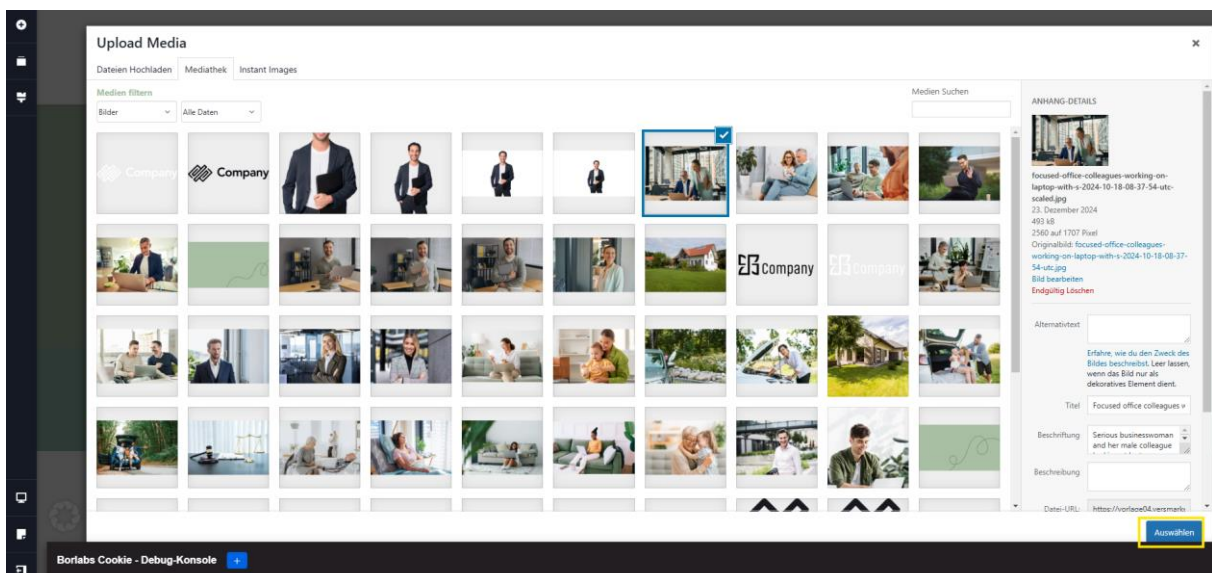 Upload Media
Dateien Hochladen Mediathek Instant Images
Medien filtern
Medien Suchen
Bilder
Alle Daten
Company
Company
Company
Company
ANHANG-DETAILS
focused-office-colleagues-working-on-
laptop-with-s-2024-10-18-08-37-54-utc-
scaled.jpg
23. Dezember 2024
493 kB
2560 auf 1707 Pixel
Originalbild: focused-office-colleagues-
working-on-laptop-with-s-2024-10-18-08-37-
54-utc.jpg
Bild bearbeiten
Endgültig Löschen
Alternativtext
Erfahre, wie du den Zweck des
Bildes beschreibst. Leer lassen,
wenn das Bild nur als
dekoratives Element dient.
Titel Focused office colleagues
Beschriftung Serious businesswoman
and her male colleague
Beschreibung
Datei-URL:
Auswählen
Borlabs Cookie - Debug-Konsole +